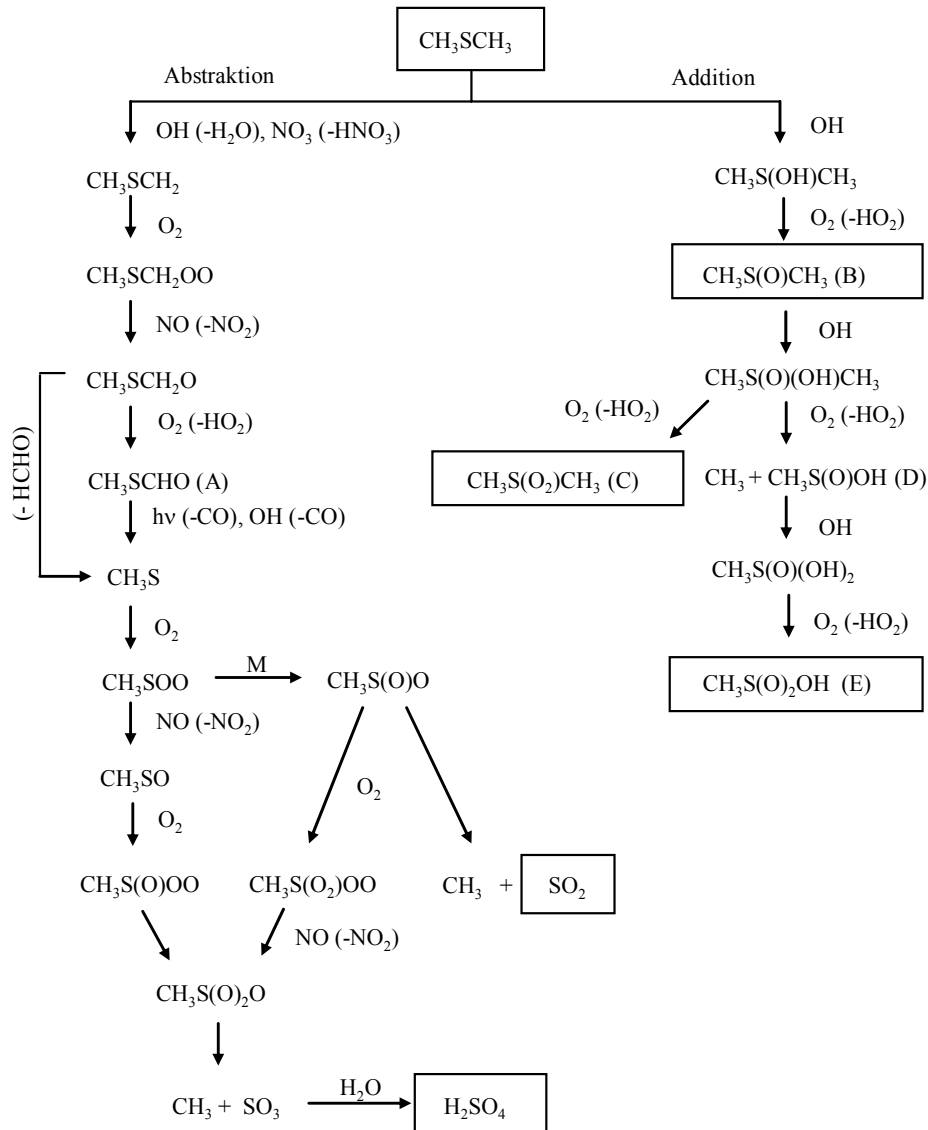 CH₃SCH₃
Abstraktion
Addition
OH (-H₂O), NO₃ (-HNO₃)
OH
CH₃SCH₂
CH₃S(OH)CH₃
O₂
O₂ (-HO₂)
CH₃SCH₂OO
CH₃S(O)CH₃ (B)
NO (-NO₂)
OH
CH₃SCH₂O
CH₃S(O)(OH)CH₃
O₂ (-HO₂)
O₂ (-HO₂)
O₂ (-HO₂)
(- HCHO)
CH₃SCHO (A)
CH₃S(O₂)CH₃ (C)
CH₃ + CH₃S(O)OH (D)
hν (-CO), OH (-CO)
OH
CH₃S
CH₃S(O)(OH)₂
O₂
O₂ (-HO₂)
CH₃SOO
M
CH₃S(O)O
CH₃S(O)₂OH (E)
NO (-NO₂)
CH₃SO
O₂
O₂
CH₃S(O)OO
CH₃S(O₂)OO
CH₃ + SO₂
NO (-NO₂)
CH₃S(O)₂O
CH₃ + SO₃
H₂O
H₂SO₄